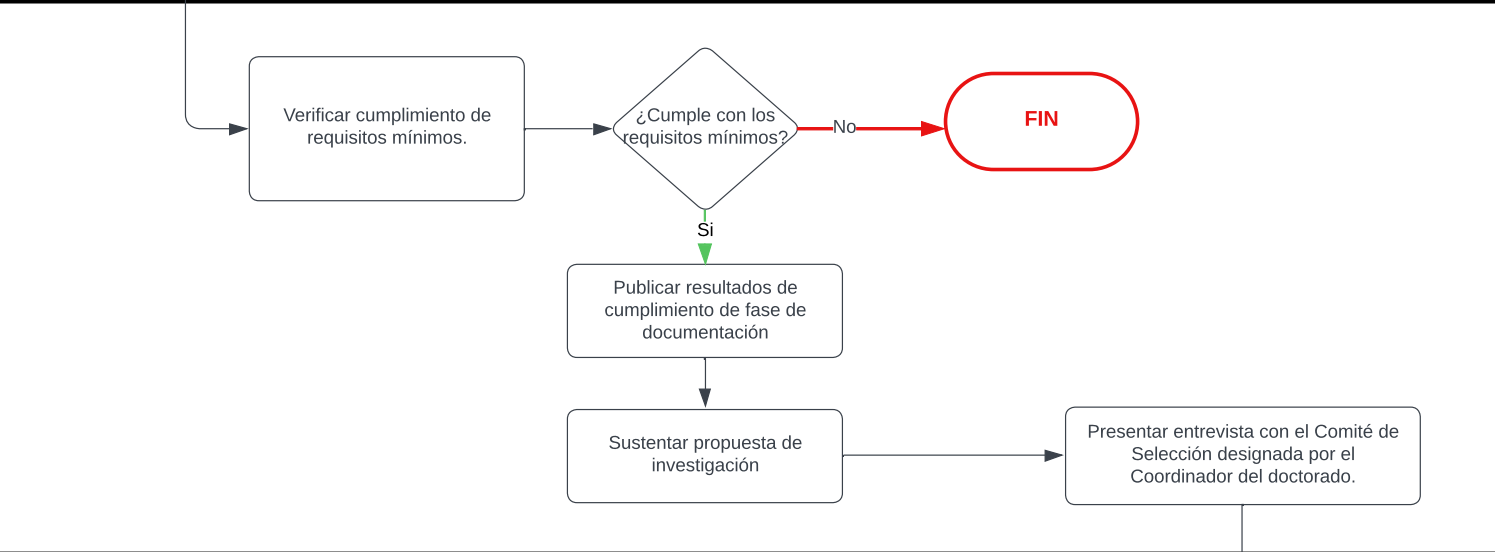 Verificar cumplimiento de
requisitos mínimos.
¿Cumple con los
requisitos mínimos?
No
FIN
Si
Publicar resultados de
cumplimiento de fase de
documentación
Sustentar propuesta de
investigación
Presentar entrevista con el Comité de
Selección designada por el
Coordinador del doctorado.